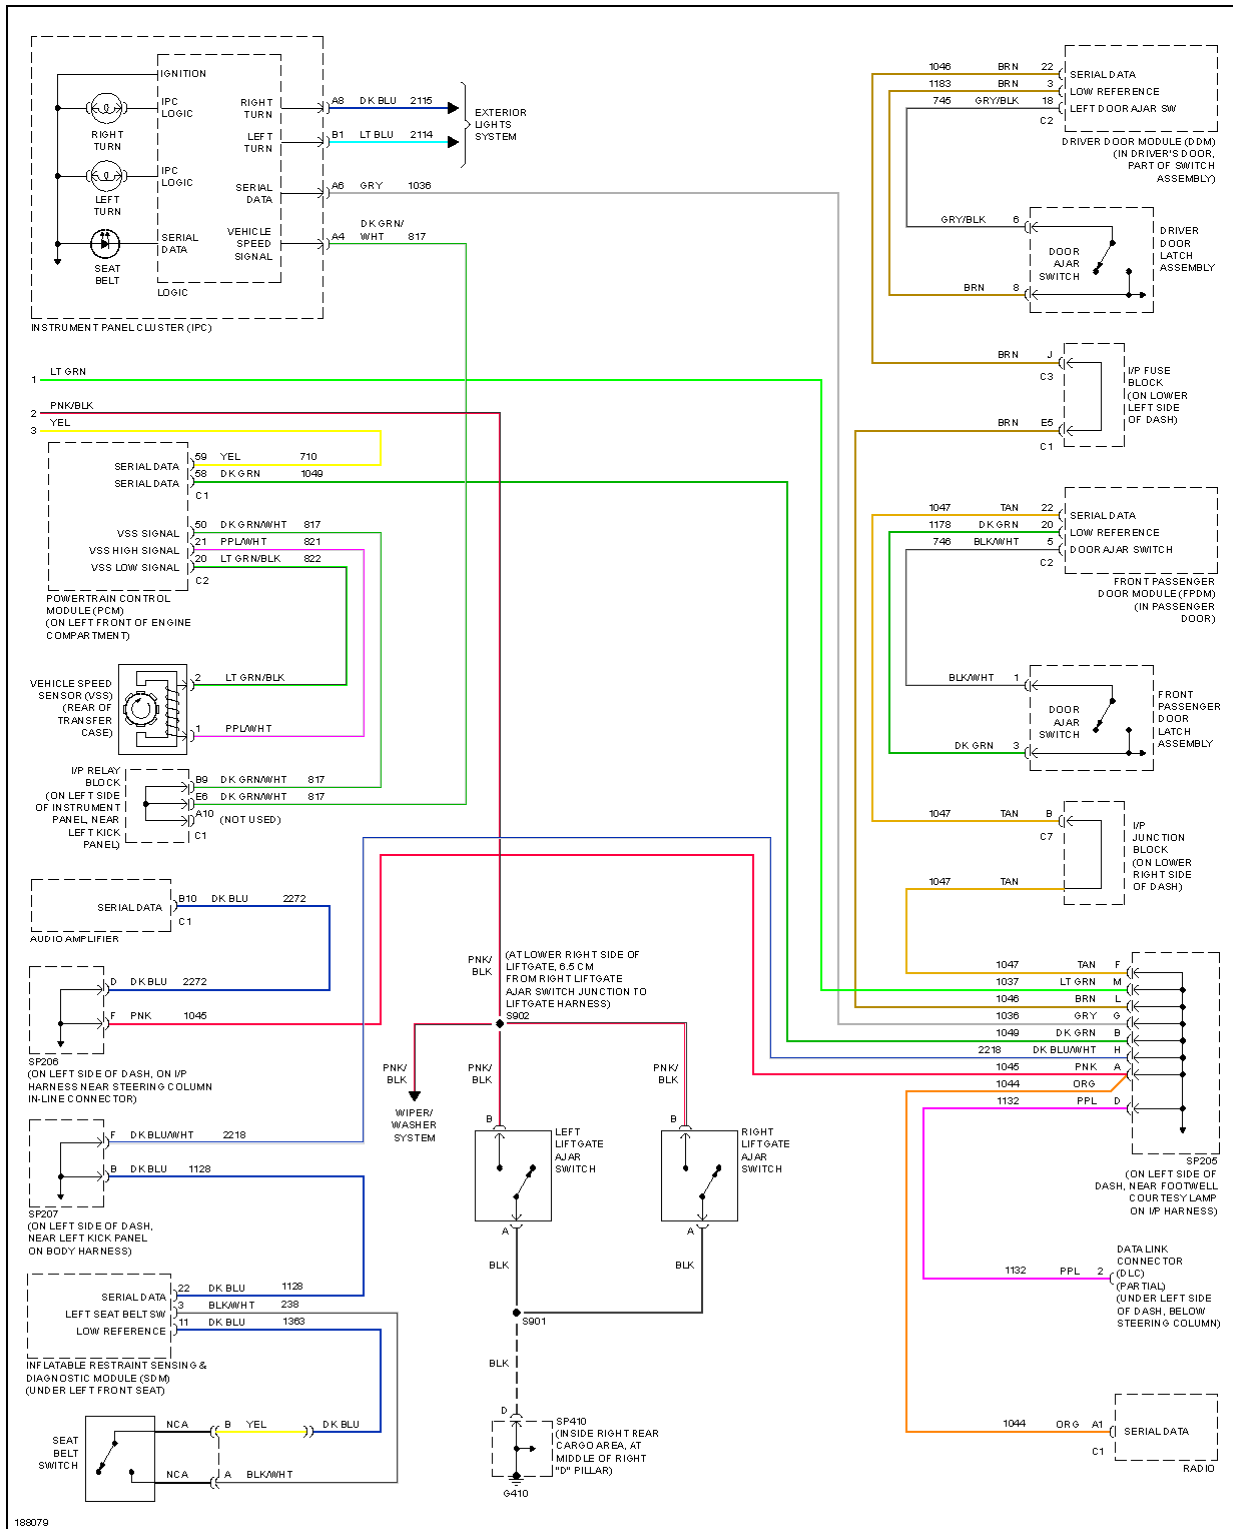 IGNITION
IPC
LOGIC
RIGHT
TURN
IPC
LOGIC
LEFT
TURN
SERIAL
DATA
SEAT
BELT
LOGIC
RIGHT
TURN
LEFT
TURN
SERIAL
DATA
VEHICLE
SPEED
SIGNAL
INSTRUMENT PANEL CLUSTER (IPC)
A8 DK BLU 2115
B1 LT BLU 2114
A6 GRY 1036
DK GRN/
A4 WHT 817
EXTERIOR
LIGHTS
SYSTEM
1 LT GRN
2 PNK/BLK
3 YEL
SERIAL DATA 59 YEL 710
SERIAL DATA 58 DK GRN 1049
C1
VSS SIGNAL 50 DK GRN/WHT 817
VSS HIGH SIGNAL 21 PPL/WHT 821
VSS LOW SIGNAL 20 LT GRN/BLK 822
C2
POWERTRAIN CONTROL
MODULE (PCM)
(ON LEFT FRONT OF ENGINE
COMPARTMENT)
VEHICLE SPEED
SENSOR (VSS)
(REAR OF
TRANSFER
CASE)
2 LT GRN/BLK
1 PPL/WHT
I/P RELAY
BLOCK
(ON LEFT SIDE
OF INSTRUMENT
PANEL, NEAR
LEFT KICK
PANEL)
B9 DK GRN/WHT 817
E6 DK GRN/WHT 817
A10 (NOT USED)
C1
SERIAL DATA B10 DK BLU 2272
C1
AUDIO AMPLIFIER
D DK BLU 2272
F PNK 1045
SP206
(ON LEFT SIDE OF DASH, ON I/P
HARNESS NEAR STEERING COLUMN
IN-LINE CONNECTOR)
F DK BLU/WHT 2218
B DK BLU 1128
SP207
(ON LEFT SIDE OF DASH,
NEAR LEFT KICK PANEL
ON BODY HARNESS)
SERIAL DATA 22 DK BLU 1128
LEFT SEAT BELT SW 3 BLK/WHT 238
LOW REFERENCE 11 DK BLU 1363
INFLATABLE RESTRAINT SENSING &
DIAGNOSTIC MODULE (SDM)
(UNDER LEFT FRONT SEAT)
SEAT
BELT
SWITCH
NCA B YEL DK BLU
NCA A BLK/WHT
188079
PNK/
BLK
(AT LOWER RIGHT SIDE OF
LIFTGATE, 6.5 CM
FROM RIGHT LIFTGATE
AJAR SWITCH JUNCTION TO
LIFTGATE HARNESS)
S902
PNK/
BLK
PNK/
BLK
PNK/
BLK
WIPER/
WASHER
SYSTEM
B
LEFT
LIFTGATE
AJAR
SWITCH
A
B
RIGHT
LIFTGATE
AJAR
SWITCH
A
BLK
BLK
S901
BLK
D
SP410
(INSIDE RIGHT REAR
CARGO AREA, AT
MIDDLE OF RIGHT
"D" PILLAR)
G410
1046 BRN 22 SERIAL DATA
1183 BRN 3 LOW REFERENCE
745 GRY/BLK 18 LEFT DOOR AJAR SW
C2
DRIVER DOOR MODULE (DDM)
(IN DRIVER'S DOOR,
PART OF SWITCH
ASSEMBLY)
GRY/BLK 6
DOOR
AJAR
SWITCH
BRN 8
DRIVER
DOOR
LATCH
ASSEMBLY
BRN J
C3
BRN E5
C1
I/P FUSE
BLOCK
(ON LOWER
LEFT SIDE
OF DASH)
1047 TAN 22 SERIAL DATA
1178 DK GRN 20 LOW REFERENCE
746 BLK/WHT 5 DOOR AJAR SWITCH
C2
FRONT PASSENGER
DOOR MODULE (FPDM)
(IN PASSENGER
DOOR)
BLK/WHT 1
DOOR
AJAR
SWITCH
DK GRN 3
FRONT
PASSENGER
DOOR
LATCH
ASSEMBLY
1047 TAN B
C7
1047 TAN
I/P
JUNCTION
BLOCK
(ON LOWER
RIGHT SIDE
OF DASH)
1047 TAN F
1037 LT GRN M
1046 BRN L
1036 GRY G
1049 DK GRN B
2218 DK BLU/WHT H
1045 PNK A
1044 ORG
1132 PPL D
SP205
(ON LEFT SIDE OF
DASH, NEAR FOOTWELL
COURTESY LAMP
ON I/P HARNESS)
1132 PPL 2
DATA LINK
CONNECTOR
(DLC)
(PARTIAL)
(UNDER LEFT SIDE
OF DASH, BELOW
STEERING COLUMN)
1044 ORG A1 SERIAL DATA
C1
RADIO